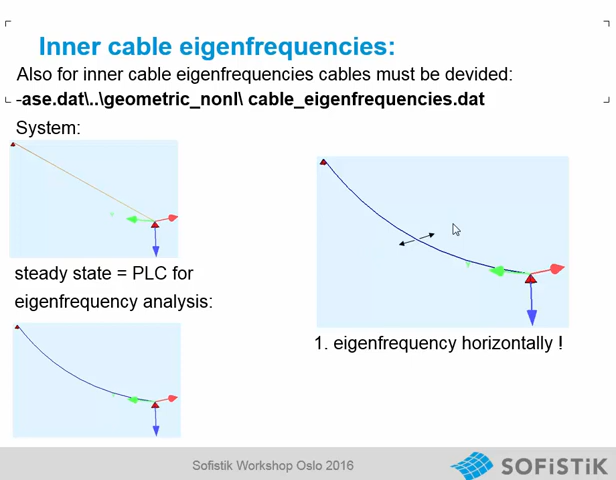 Inner cable eigenfrequencies:
Also for inner cable eigenfrequencies cables must be devided:
-ase.dat\..\geometric_nonl\ cable_eigenfrequencies.dat
System:
steady state = PLC for
eigenfrequency analysis:
1. eigenfrequency horizontally !
Sofistik Workshop Oslo 2016
SOFiSTiK